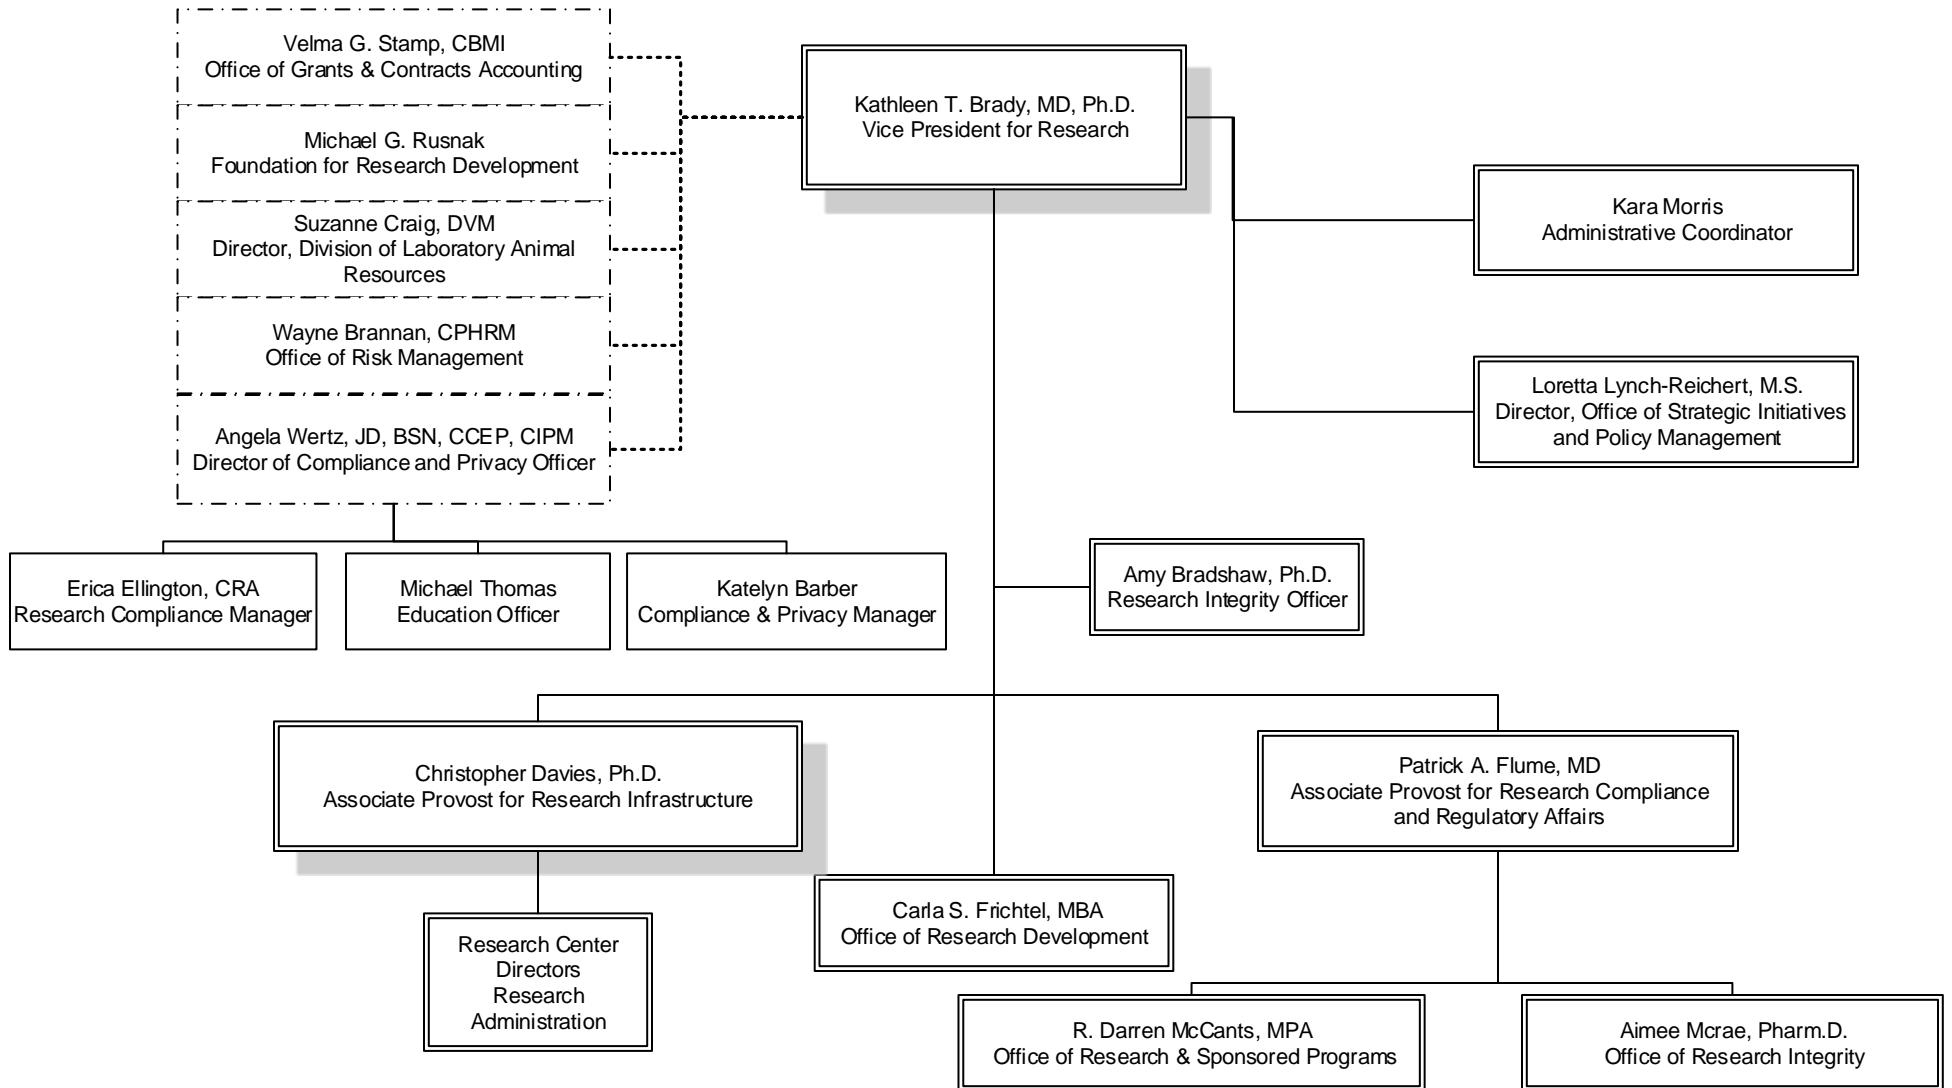 Velma G. Stamp, CBMI
Office of Grants & Contracts Accounting
Michael G. Rusnak
Foundation for Research Development
Suzanne Craig, DVM
Director, Division of Laboratory Animal
Resources
Wayne Brannan, CPHRM
Office of Risk Management
Angela Wertz, JD, BSN, CCEP, CIPM
Director of Compliance and Privacy Officer
Kathleen T. Brady, MD, Ph.D.
Vice President for Research
Kara Morris
Administrative Coordinator
Loretta Lynch-Reichert, M.S.
Director, Office of Strategic Initiatives
and Policy Management
Erica Ellington, CRA
Research Compliance Manager
Michael Thomas
Education Officer
Katelyn Barber
Compliance & Privacy Manager
Amy Bradshaw, Ph.D.
Research Integrity Officer
Christopher Davies, Ph.D.
Associate Provost for Research Infrastructure
Patrick A. Flume, MD
Associate Provost for Research Compliance
and Regulatory Affairs
Research Center
Directors
Research
Administration
Carla S. Frichtel, MBA
Office of Research Development
R. Darren McCants, MPA
Office of Research & Sponsored Programs
Aimee Mcrae, Pharm.D.
Office of Research Integrity